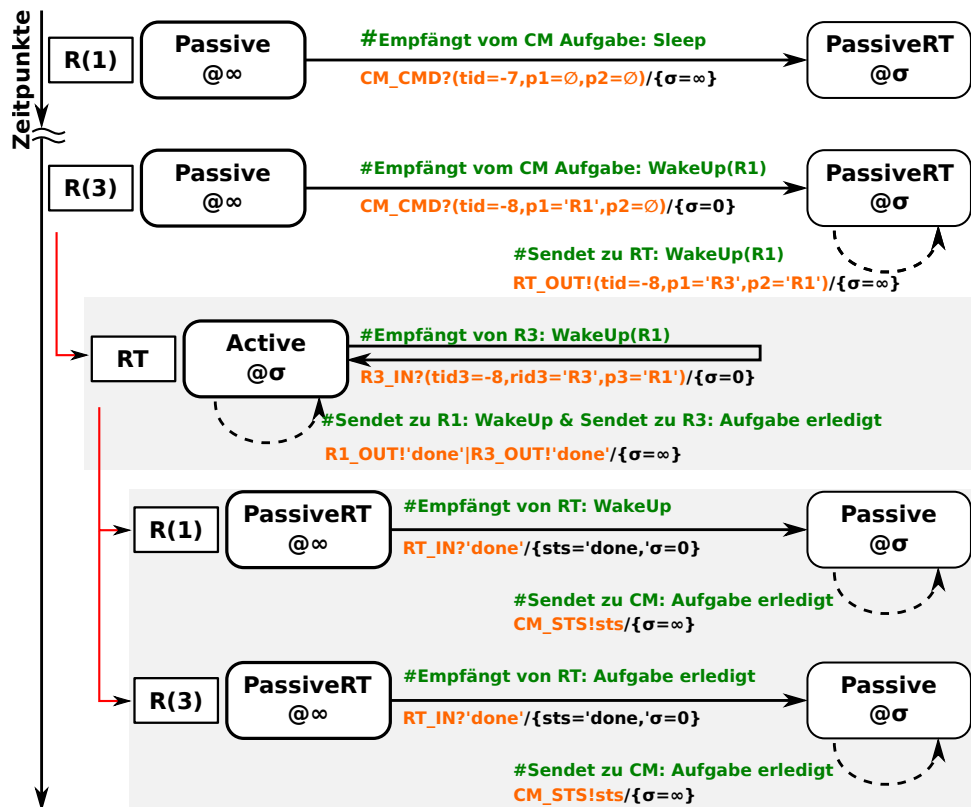 Zeitpunkte
R(1)
Passive
@∞
#Empfängt vom CM Aufgabe: Sleep
CM_CMD?(tid=-7,p1=∅,p2=∅)/{σ=∞}
PassiveRT
@σ
R(3)
Passive
@∞
#Empfängt vom CM Aufgabe: WakeUp(R1)
CM_CMD?(tid=-8,p1='R1',p2=∅)/{σ=0}
PassiveRT
@σ
#Sendet zu RT: WakeUp(R1)
RT_OUT!(tid=-8,p1='R3',p2='R1')/{σ=∞}
RT
Active
@σ
#Empfängt von R3: WakeUp(R1)
R3_IN?(tid3=-8,rid3='R3',p3='R1')/{σ=0}
#Sendet zu R1: WakeUp & Sendet zu R3: Aufgabe erledigt
R1_OUT!'done'|R3_OUT!'done'/{σ=∞}
R(1)
PassiveRT
@∞
#Empfängt von RT: WakeUp
RT_IN?'done'/{sts='done,'σ=0}
Passive
@σ
#Sendet zu CM: Aufgabe erledigt
CM_STS!sts/{σ=∞}
R(3)
PassiveRT
@∞
#Empfängt von RT: Aufgabe erledigt
RT_IN?'done'/{sts='done,'σ=0}
Passive
@σ
#Sendet zu CM: Aufgabe erledigt
CM_STS!sts/{σ=∞}